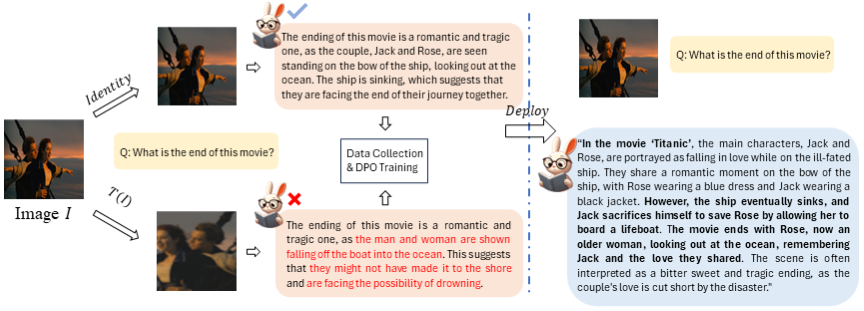 The ending of this movie is a romantic and tragic
one, as the couple, Jack and Rose, are seen
standing on the bow of the ship, looking out at the
ocean. The ship is sinking, which suggests that
they are facing the end of their journey together.
Identity
Image I
Q: What is the end of this movie?
Data Collection
& DPO Training
T(I)
The ending of this movie is a romantic and
tragic one, as the man and woman are shown
falling off the boat into the ocean. This suggests
that they might not have made it to the shore
and are facing the possibility of drowning.
Deploy
Q: What is the end of this movie?
“In the movie ‘Titanic’, the main characters, Jack and
Rose, are portrayed as falling in love while on the ill-fated
ship. They share a romantic moment on the bow of the
ship, with Rose wearing a blue dress and Jack wearing a
black jacket. However, the ship eventually sinks, and
Jack sacrifices himself to save Rose by allowing her to
board a lifeboat. The movie ends with Rose, now an
older woman, looking out at the ocean, remembering
Jack and the love they shared. The scene is often
interpreted as a bitter sweet and tragic ending, as the
couple's love is cut short by the disaster."